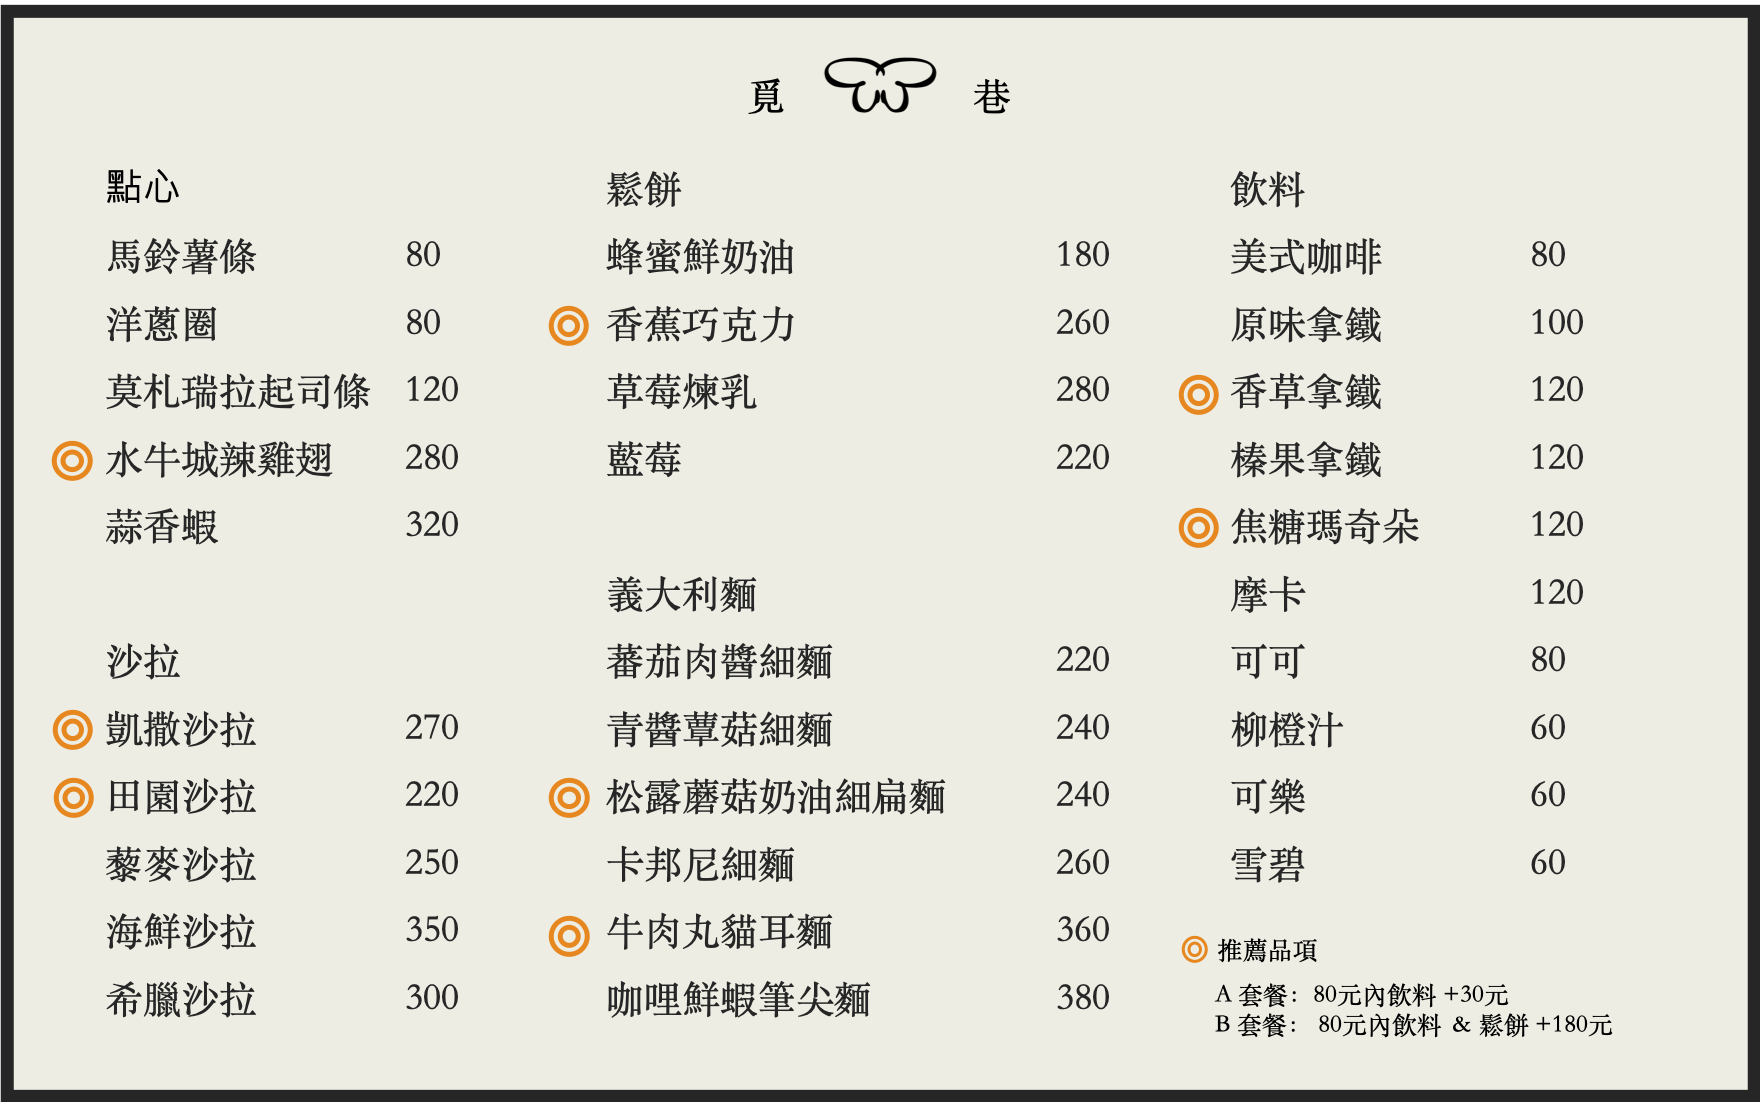 覓 巷
點心
馬鈴薯條 80
洋蔥圈 80
莫札瑞拉起司條 120
水牛城辣雞翅 280
蒜香蝦 320
沙拉
凱撒沙拉 270
田園沙拉 220
藜麥沙拉 250
海鮮沙拉 350
希臘沙拉 300
鬆餅
蜂蜜鮮奶油 180
香蕉巧克力 260
草莓煉乳 280
藍莓 220
義大利麵
蕃茄肉醬細麵 220
青醬蕈菇細麵 240
松露蘑菇奶油細扁麵 240
卡邦尼細麵 260
牛肉丸貓耳麵 360
咖哩鮮蝦筆尖麵 380
飲料
美式咖啡 80
原味拿鐵 100
香草拿鐵 120
榛果拿鐵 120
焦糖瑪奇朵 120
摩卡 120
可可 80
柳橙汁 60
可樂 60
雪碧 60
推薦品項
A 套餐：80元內飲料 +30元
B 套餐： 80元內飲料 & 鬆餅 +180元